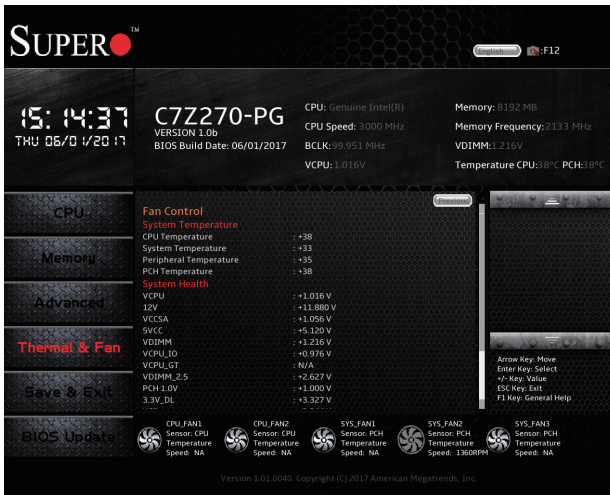 SUPER TM
English :F12
15:14:37
THU 06/01/2017
C7Z270-PG
VERSION 1.0b
BIOS Build Date: 06/01/2017
CPU: Genuine Intel(R)
CPU Speed: 3000 MHz
BCLK:99.951 MHz
VCPU:1.016V
Memory: 8192 MB
Memory Frequency:2133 MHz
VDIMM:1.216V
Temperature CPU:38°C PCH:38°C
CPU
Memory
Advanced
Thermal & Fan
Save & Exit
BIOS Update
Previous
Fan Control
System Temperature
CPU Temperature : +38
System Temperature : +33
Peripheral Temperature : +35
PCH Temperature : +38
System Health
VCPU : +1.016 V
12V : +11.880 V
VCCSA : +1.056 V
5VCC : +5.120 V
VDIMM : +1.216 V
VCPU_IO : +0.976 V
VCPU_GT : N/A
VDIMM_2.5 : +2.627 V
PCH 1.0V : +1.000 V
3.3V_DL : +3.327 V
Arrow Key: Move
Enter Key: Select
+/- Key: Value
ESC Key: Exit
F1 Key: General Help
CPU_FAN1
Sensor: CPU
Temperature
Speed: NA
CPU_FAN2
Sensor: CPU
Temperature
Speed: NA
SYS_FAN1
Sensor: PCH
Temperature
Speed: NA
SYS_FAN2
Sensor: PCH
Temperature
Speed: 1360RPM
SYS_FAN3
Sensor: PCH
Temperature
Speed: NA
Version 1.01.0040. Copyright (C) 2017 American Megatrends, Inc.